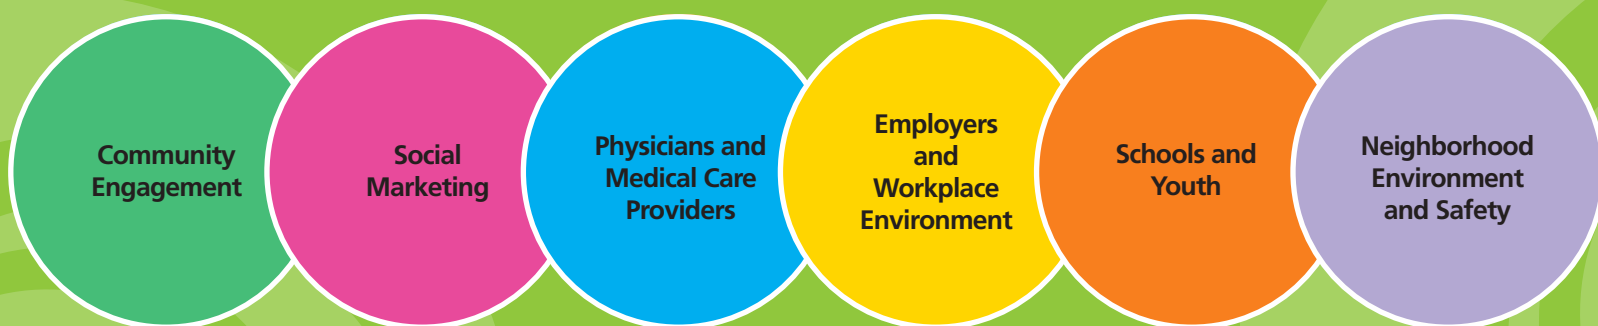 Community
Engagement
Social
Marketing
Physicians and
Medical Care
Providers
Employers
and
Workplace
Environment
Schools and
Youth
Neighborhood
Environment
and Safety